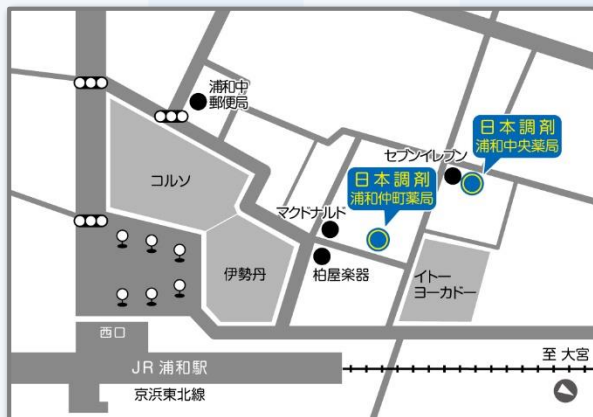 浦和中
郵便局
日本調剤
浦和中央薬局
セブンイレブン
コルソ
日本調剤
浦和仲町薬局
マクドナルド
伊勢丹
柏屋楽器
イトー
ヨーカドー
西口
JR 浦和駅
至 大宮
京浜東北線